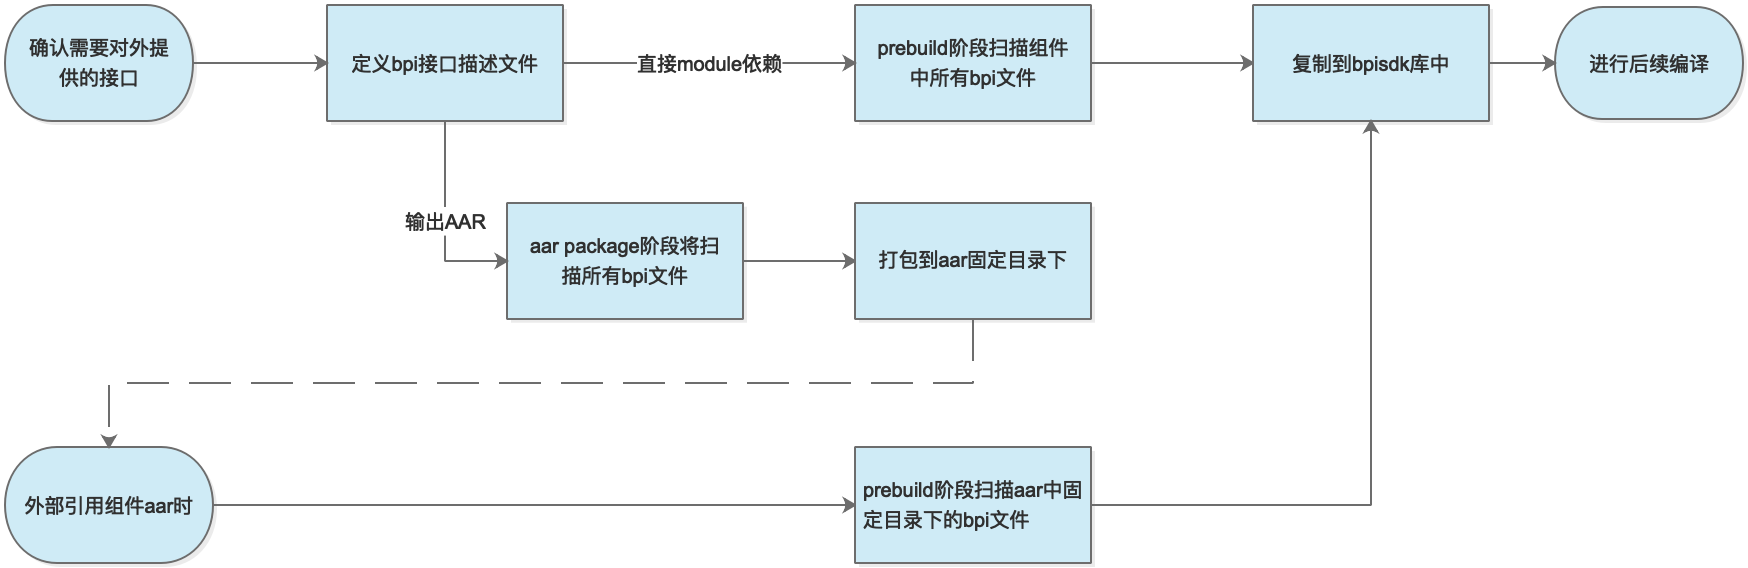 确认需要对外提
供的接口
定义bpi接口描述文件
直接module依赖
prebuild阶段扫描组件
中所有bpi文件
复制到bpisdk库中
进行后续编译
输出AAR
aar package阶段将扫
描所有bpi文件
打包到aar固定目录下
外部引用组件aar时
prebuild阶段扫描aar中固
定目录下的bpi文件